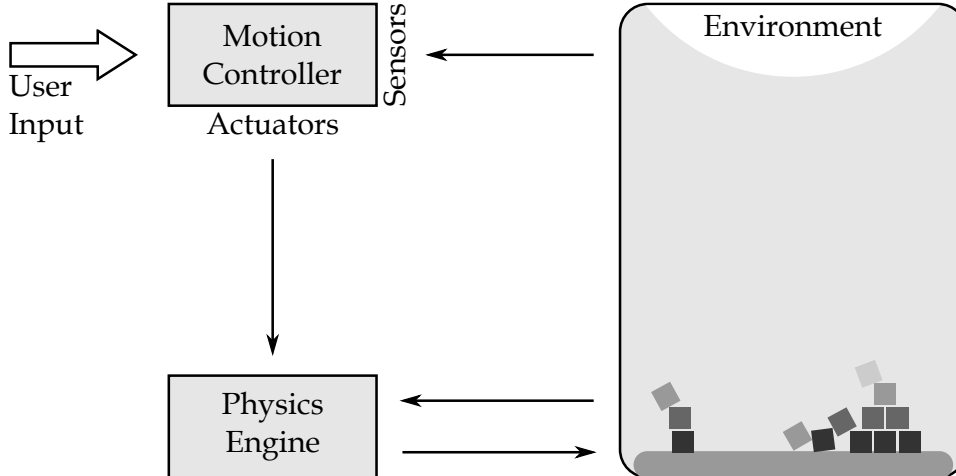 Motion
Controller
Sensors
Environment
User
Input
Actuators
Physics
Engine